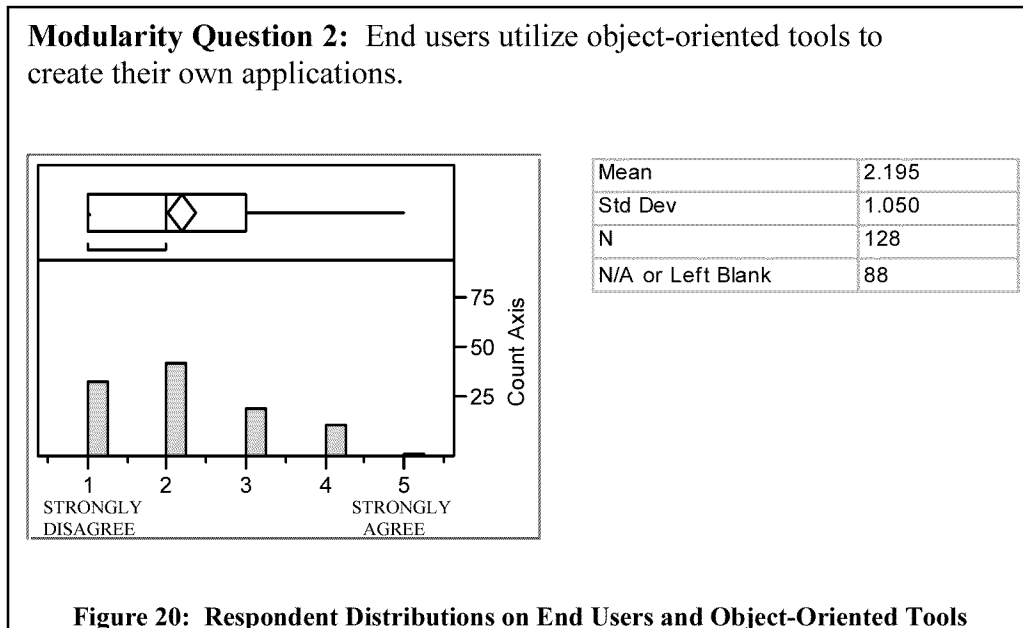 Modularity Question 2: End users utilize object-oriented tools to
create their own applications.
Mean 2.195
Std Dev 1.050
N 128
N/A or Left Blank 88
75
50
25
Count Axis
1 2 3 4 5
STRONGLY DISAGREE STRONGLY AGREE
Figure 20: Respondent Distributions on End Users and Object-Oriented Tools